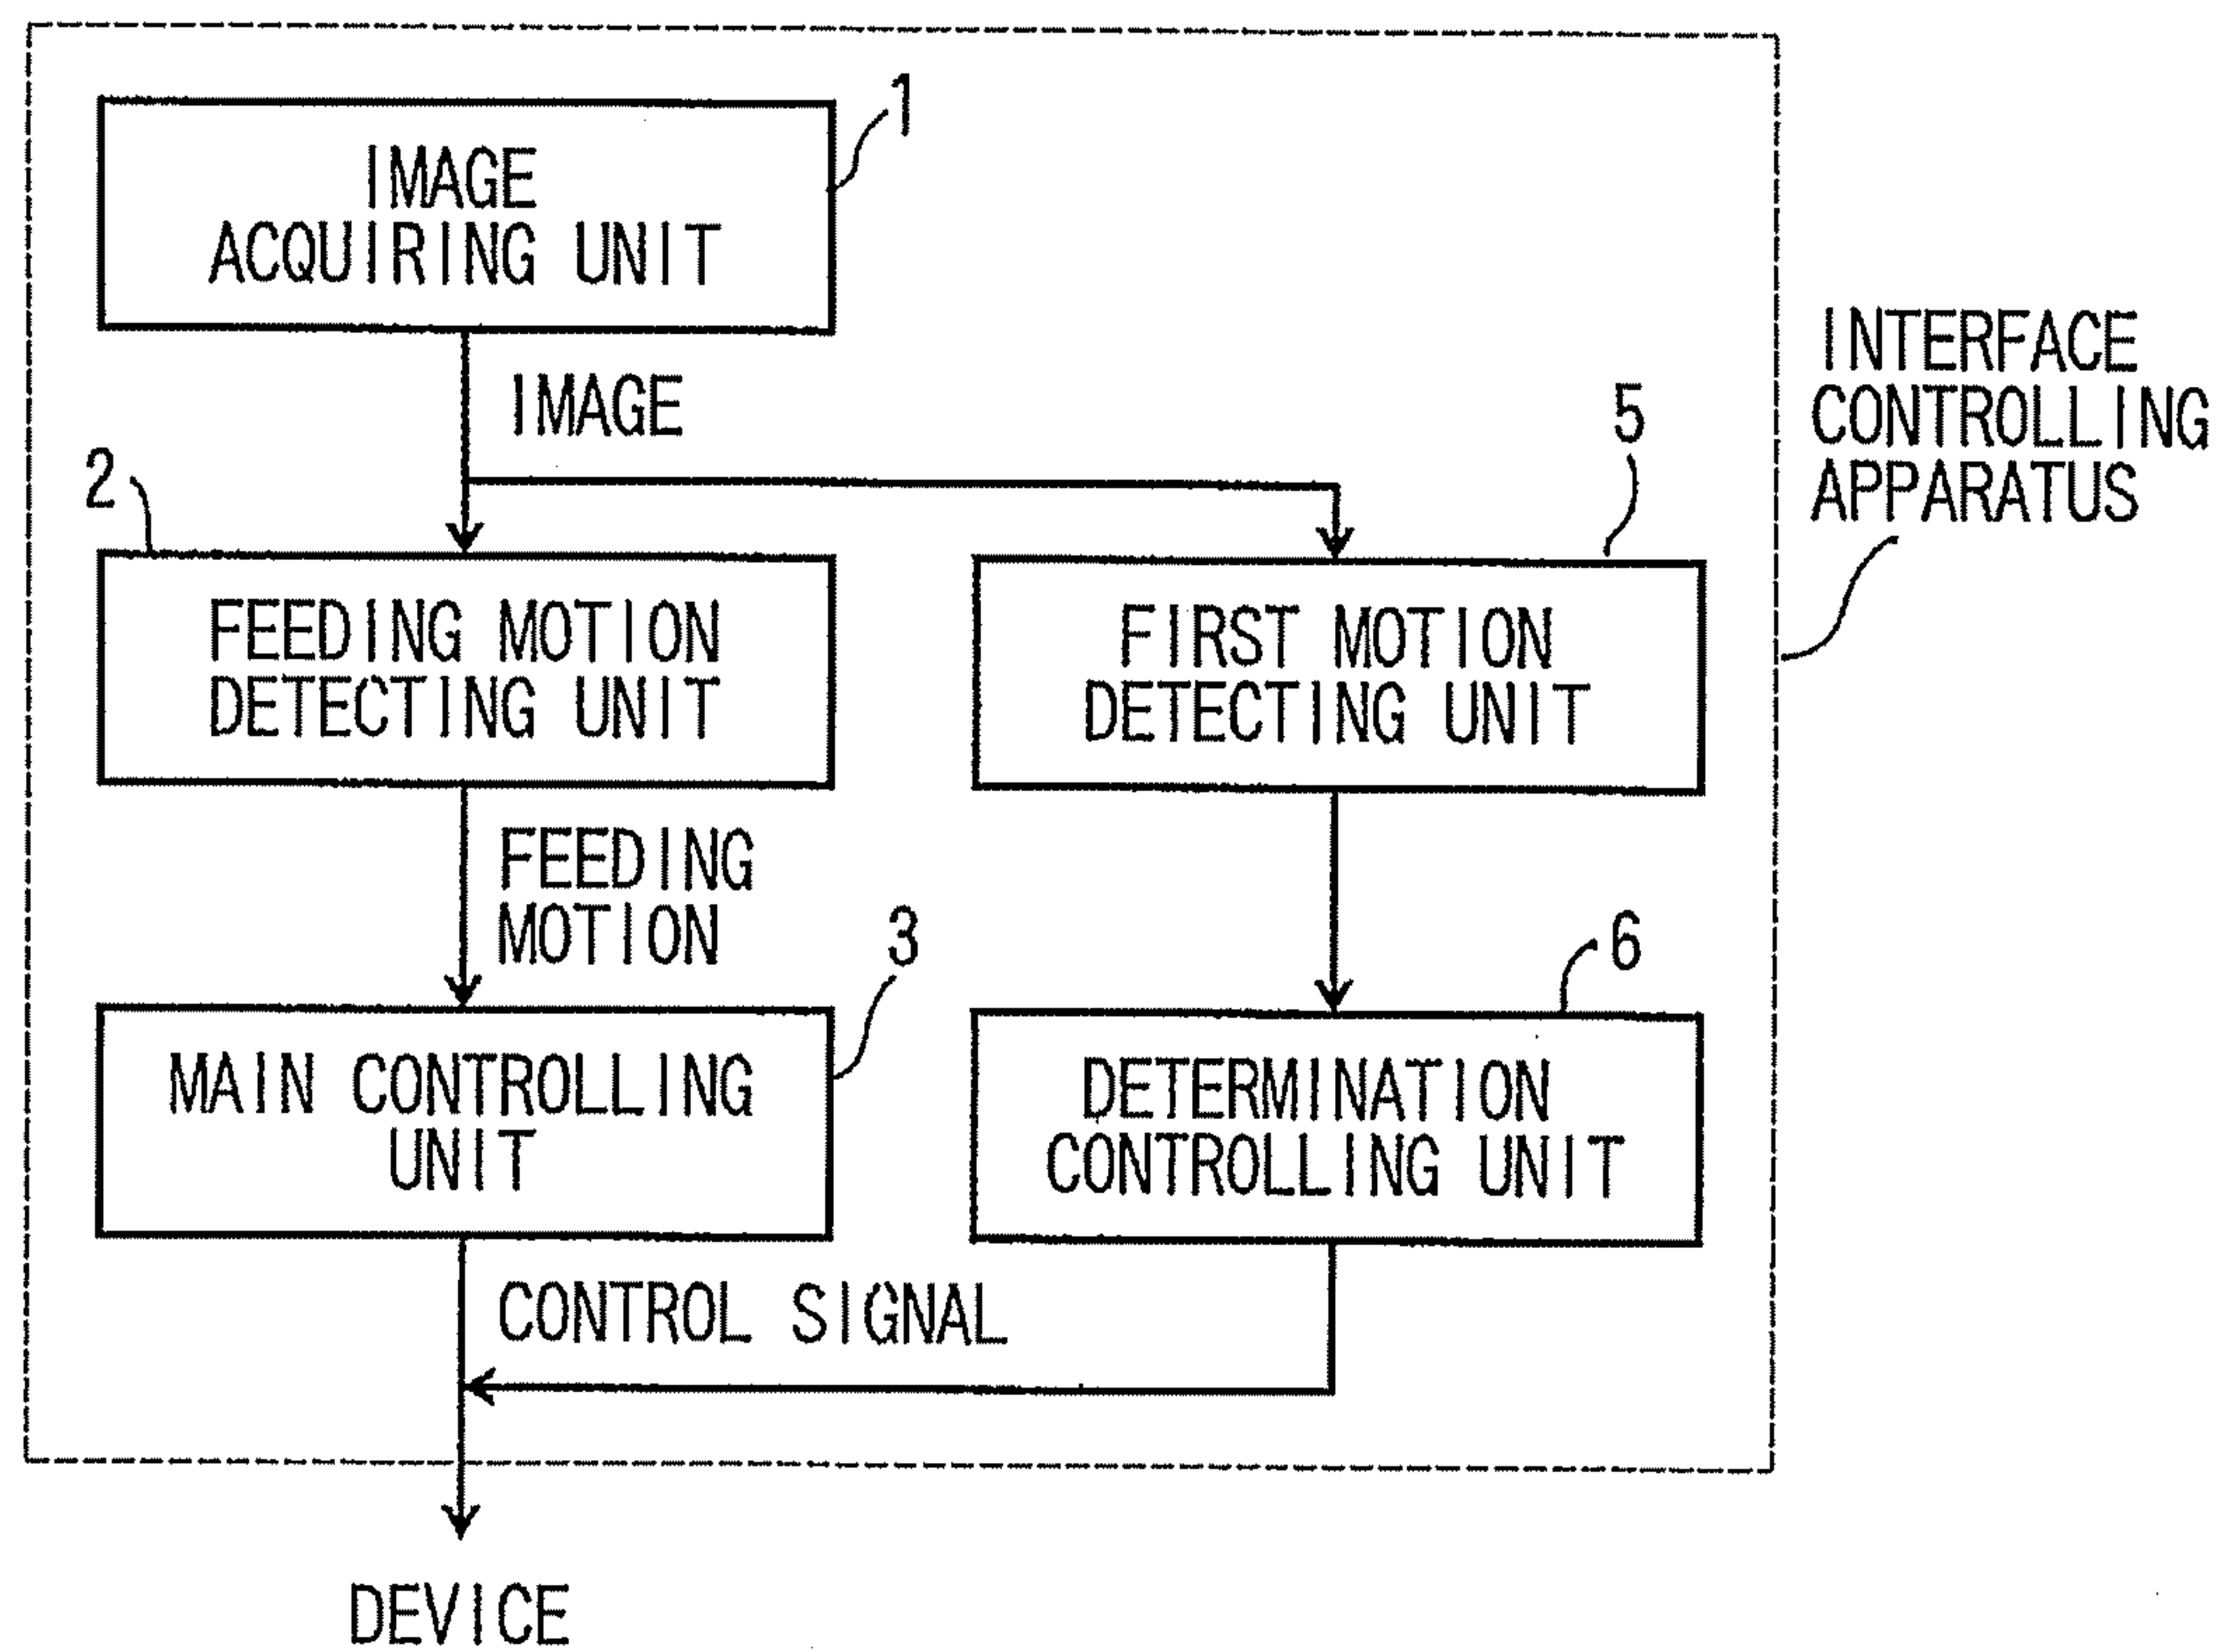 1
IMAGE
ACQUIRING UNIT
IMAGE
INTERFACE
CONTROLLING
APPARATUS
2
5
FEEDING MOTION
DETECTING UNIT
FIRST MOTION
DETECTING UNIT
FEEDING
MOTION
3
6
MAIN CONTROLLING
UNIT
DETERMINATION
CONTROLLING UNIT
CONTROL SIGNAL
DEVICE